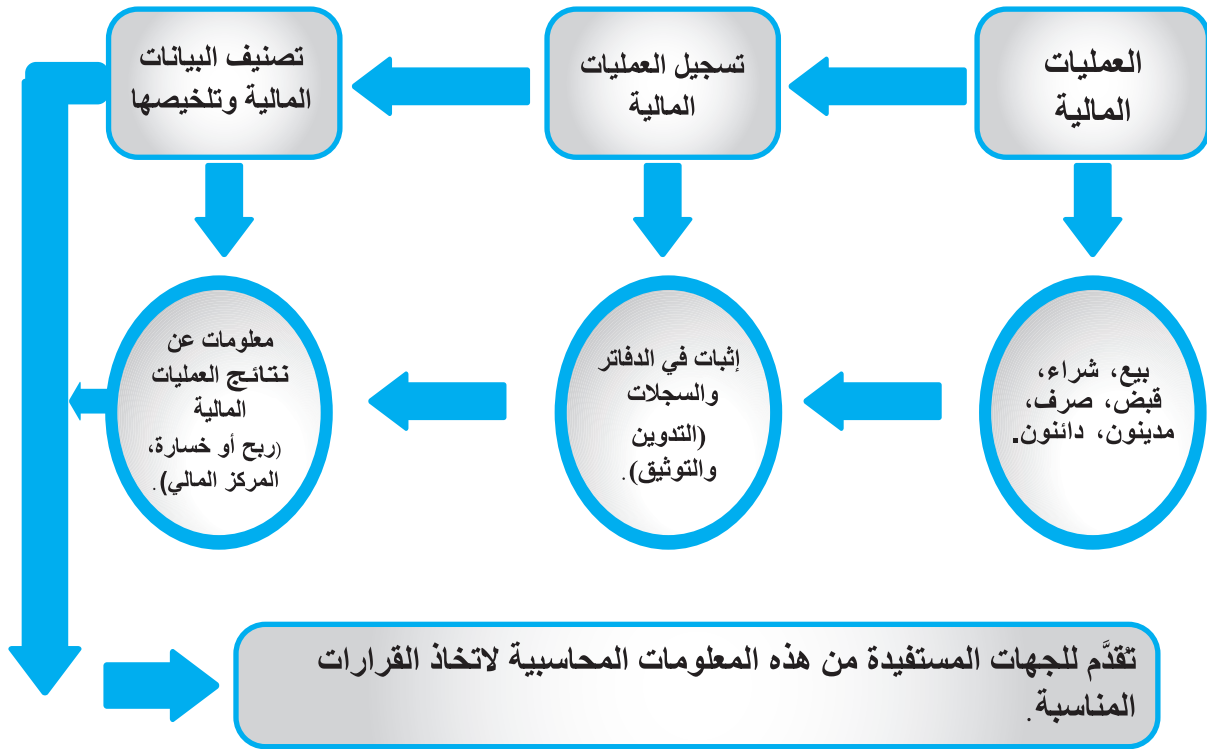 العمليات
المالية
تسجيل العمليات
المالية
تصنيف البيانات
المالية وتلخيصها
بيع، شراء،
قبض، صرف،
مدينون، دائنون.
إثبات في الدفاتر
والسجلات
(التدوين
والتوثيق).
معلومات عن
نتائج العمليات
المالية
(ربح أو خسارة،
المركز المالي).
تقدَّم للجهات المستفيدة من هذه المعلومات المحاسبية لاتخاذ القرارات
المناسبة.